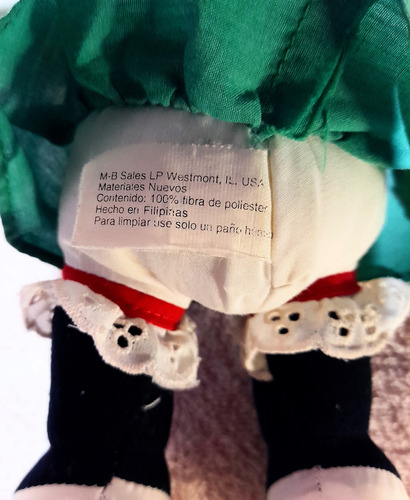 M-B Sales LP Westmont, IL, USA
Materiales Nuevos
Contenido: 100% fibra de poliester
Hecho en Filipinas
Para limpiar use solo un paño